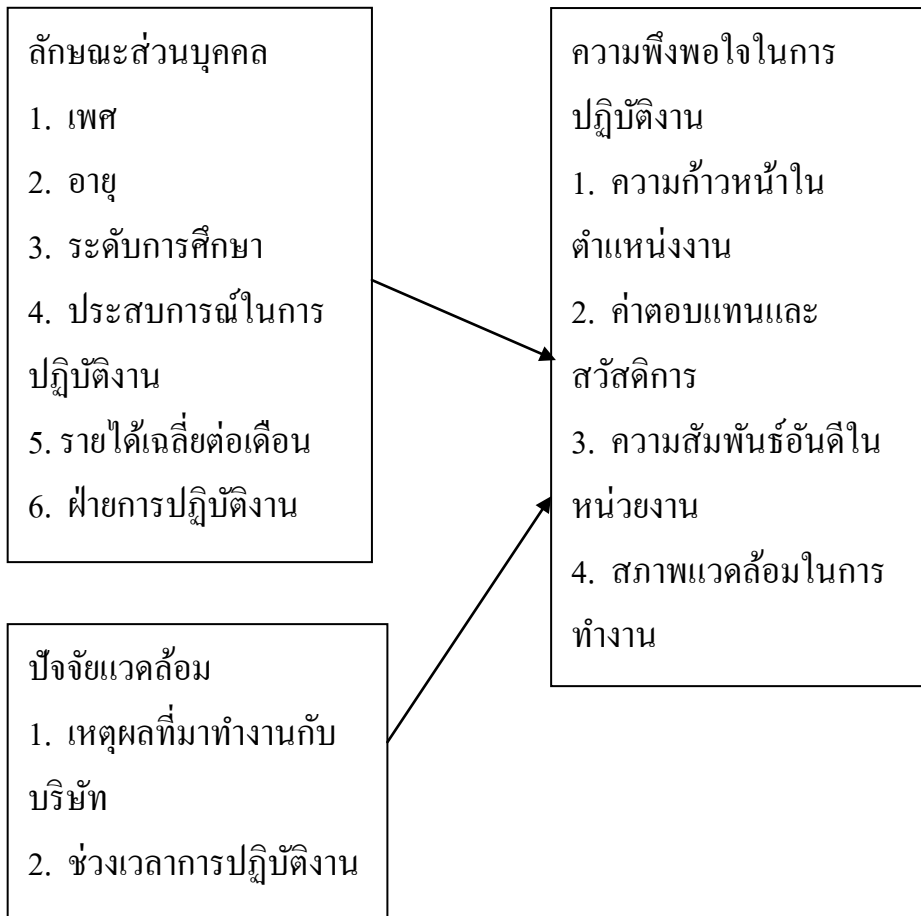 ลักษณะส่วนบุคคล
1. เพศ
2. อายุ
3. ระดับการศึกษา
4. ประสบการณ์ในการ
ปฏิบัติงาน
5. รายได้เฉลี่ยต่อเดือน
6. ฝ่ายการปฏิบัติงาน
ปัจจัยแวดล้อม
1. เหตุผลที่มาทำงานกับ
บริษัท
2. ช่วงเวลาการปฏิบัติงาน
ความพึงพอใจในการ
ปฏิบัติงาน
1. ความก้าวหน้าใน
ตำแหน่งงาน
2. ค่าตอบแทนและ
สวัสดิการ
3. ความสัมพันธ์อันดีใน
หน่วยงาน
4. สภาพแวดล้อมในการ
ทำงาน